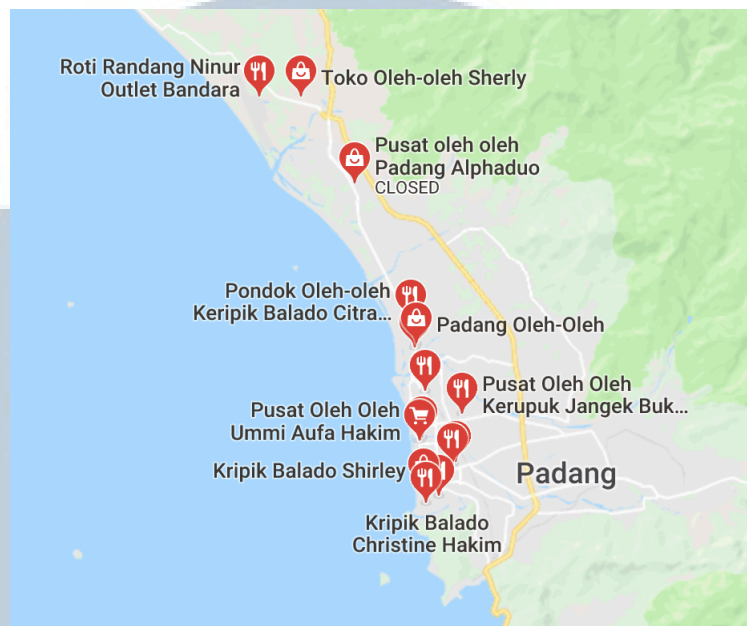 Roti Randang Ninur
Outlet Bandara
Toko Oleh-oleh Sherly
Pusat oleh oleh
Padang Alphaduo
CLOSED
Pondok Oleh-oleh
Keripik Balado Citra...
Padang Oleh-Oleh
Pusat Oleh Oleh
Kerupuk Jangek Buk...
Pusat Oleh Oleh
Ummi Aufa Hakim
Kripik Balado Shirley
Padang
Kripik Balado
Christine Hakim